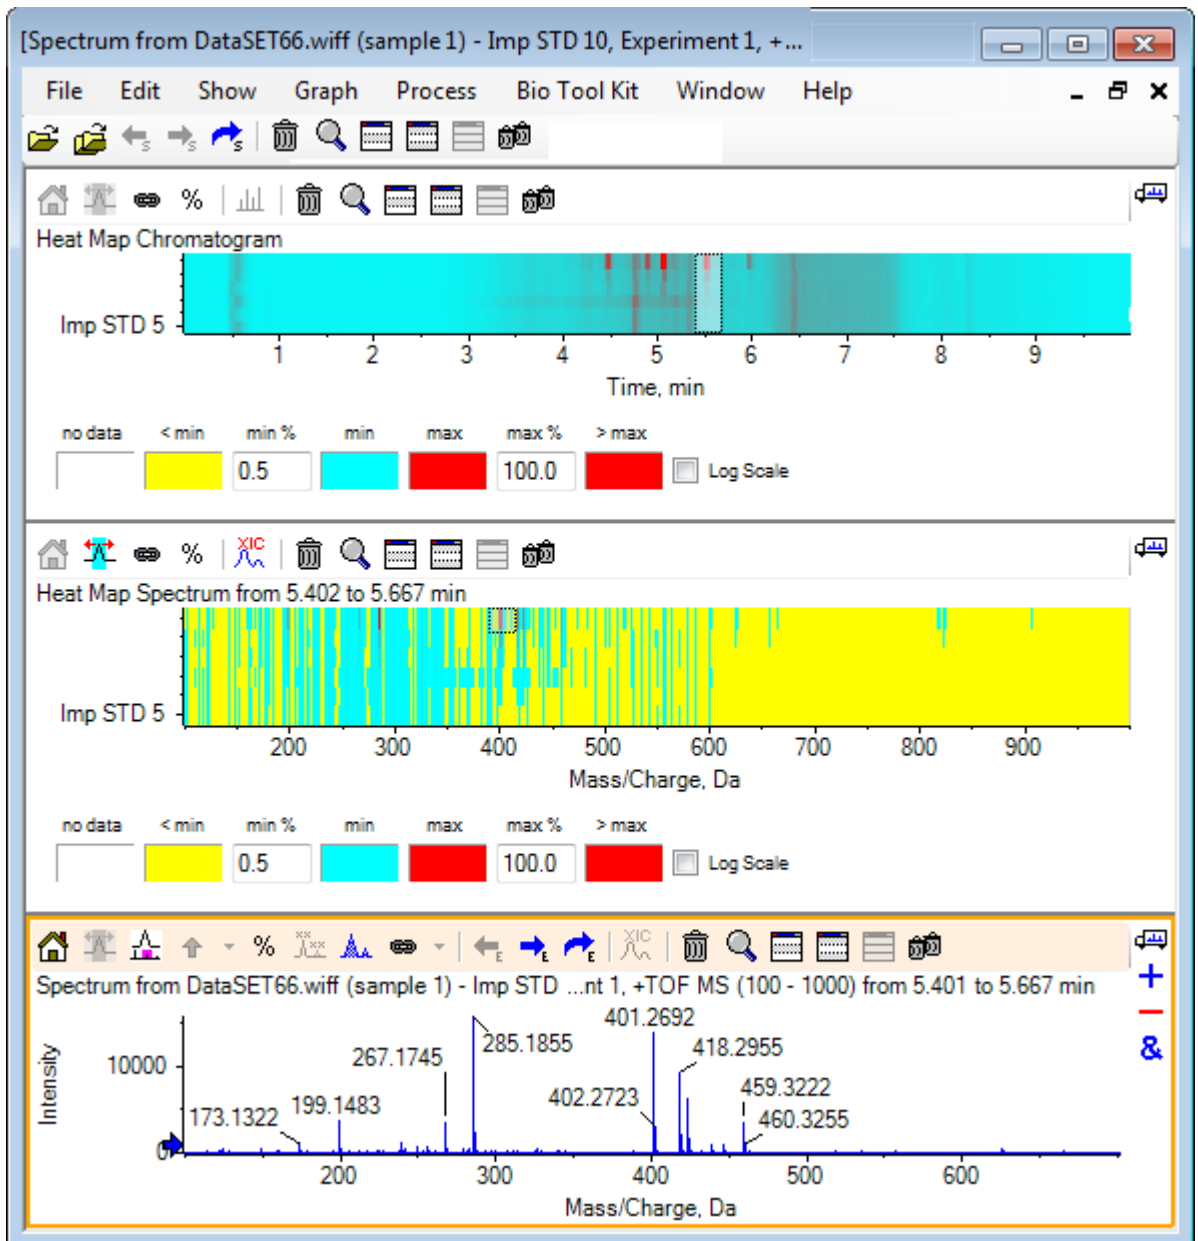 [Spectrum from DataSET66.wiff (sample 1) - Imp STD 10, Experiment 1, +...
File Edit Show Graph Process Bio Tool Kit Window Help
S S S
%
Heat Map Chromatogram
Imp STD 5
1 2 3 4 5 6 7 8 9
Time, min
no data < min min % min max max % > max
0.5 100.0 Log Scale
% XIC
Heat Map Spectrum from 5.402 to 5.667 min
Imp STD 5
200 300 400 500 600 700 800 900
Mass/Charge, Da
no data < min min % min max max % > max
0.5 100.0 Log Scale
% E E E XIC
Spectrum from DataSET66.wiff (sample 1) - Imp STD ...nt 1, +TOF MS (100 - 1000) from 5.401 to 5.667 min
&
Intensity
10000
0
401.2692
285.1855
267.1745
418.2955
459.3222
402.2723
199.1483
173.1322
460.3255
200 300 400 500 600
Mass/Charge, Da